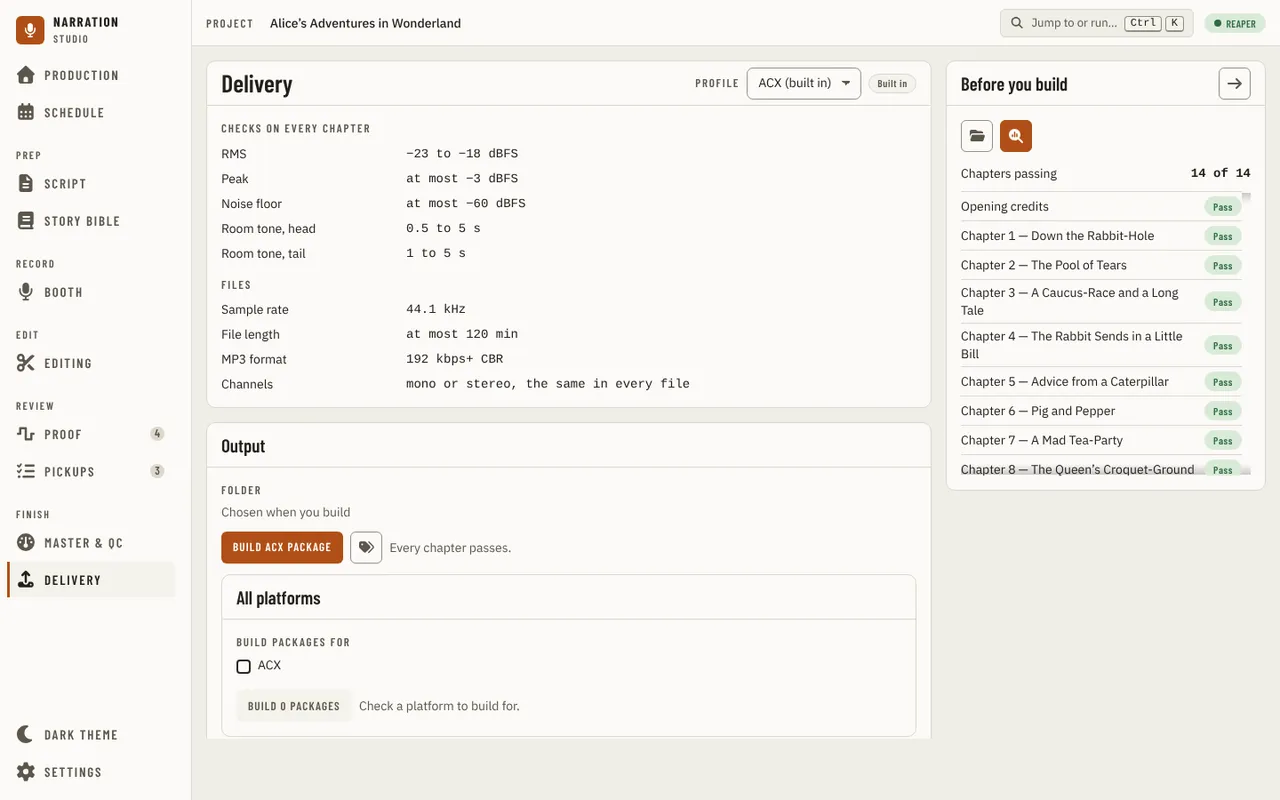 NARRATION
STUDIO
PRODUCTION
SCHEDULE
PREP
SCRIPT
STORY BIBLE
RECORD
BOOTH
EDIT
EDITING
REVIEW
PROOF 4
PICKUPS 3
FINISH
MASTER & QC
DELIVERY
DARK THEME
SETTINGS
PROJECT Alice’s Adventures in Wonderland
Jump to or run... Ctrl K
REAPER
Delivery
PROFILE ACX (built in) Built in
CHECKS ON EVERY CHAPTER
RMS −23 to −18 dBFS
Peak at most −3 dBFS
Noise floor at most −60 dBFS
Room tone, head 0.5 to 5 s
Room tone, tail 1 to 5 s
FILES
Sample rate 44.1 kHz
File length at most 120 min
MP3 format 192 kbps+ CBR
Channels mono or stereo, the same in every file
Output
FOLDER
Chosen when you build
BUILD ACX PACKAGE Every chapter passes.
All platforms
BUILD PACKAGES FOR
ACX
BUILD 0 PACKAGES Check a platform to build for.
Before you build
Chapters passing 14 of 14
Opening credits Pass
Chapter 1 — Down the Rabbit-Hole Pass
Chapter 2 — The Pool of Tears Pass
Chapter 3 — A Caucus-Race and a Long
Tale Pass
Chapter 4 — The Rabbit Sends in a Little
Bill Pass
Chapter 5 — Advice from a Caterpillar Pass
Chapter 6 — Pig and Pepper Pass
Chapter 7 — A Mad Tea-Party Pass
Chapter 8 — The Queen’s Croquet-Ground Pass